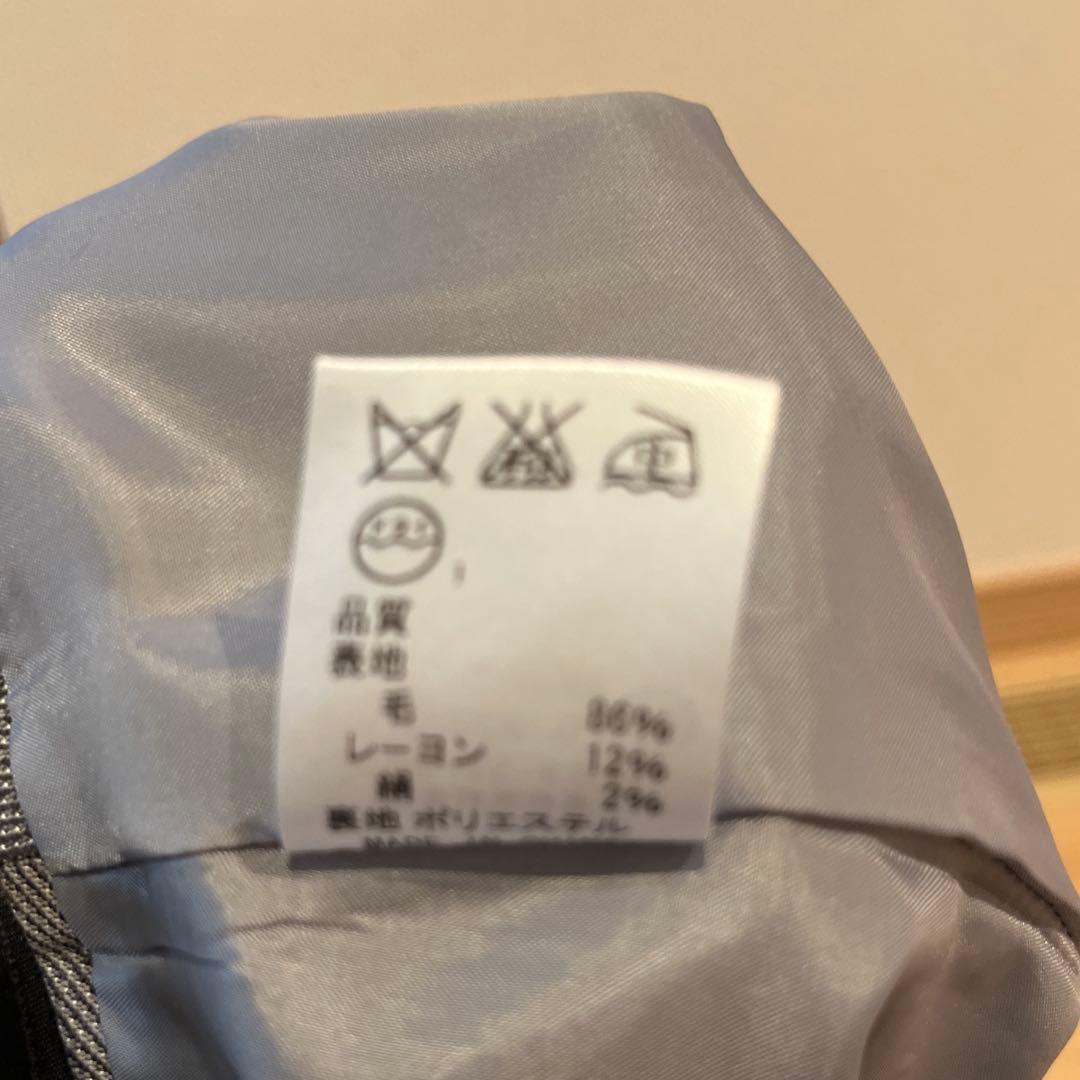 中
品質
表地
毛 86%
レーヨン 12%
絹 2%
裏地 ポリエステル